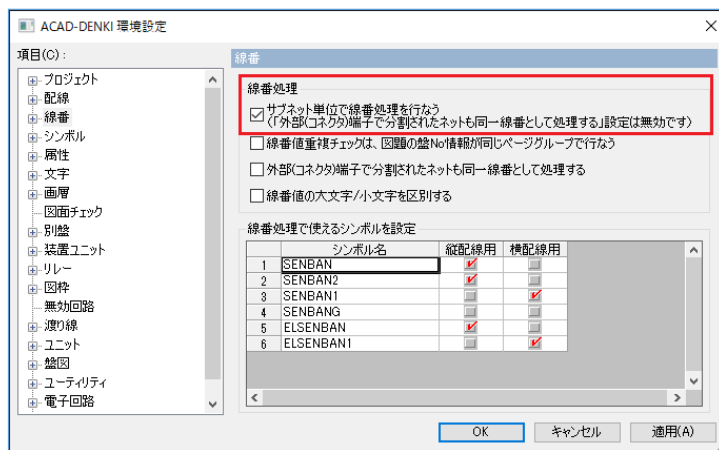 ACAD-DENKI 環境設定
項目(C):
プロジェクト
配線
線番
シンボル
属性
文字
画層
図面チェック
別盤
装置ユニット
リレー
図枠
無効回路
渡り線
ユニット
盤図
ユーティリティ
電子回路
線番
線番処理
サブネット単位で線番処理を行なう
(「外部(コネクタ)端子で分割されたネットも同一線番として処理する」設定は無効です)
線番値重複チェックは、図題の盤No情報が同じページグループで行なう
外部(コネクタ)端子で分割されたネットも同一線番として処理する
線番値の大文字/小文字を区別する
線番処理で使えるシンボルを設定
シンボル名 縦配線用 横配線用
1 SENBAN
2 SENBAN2
3 SENBAN1
4 SENBANG
5 ELSENBAN
6 ELSENBAN1
OK キャンセル 適用(A)